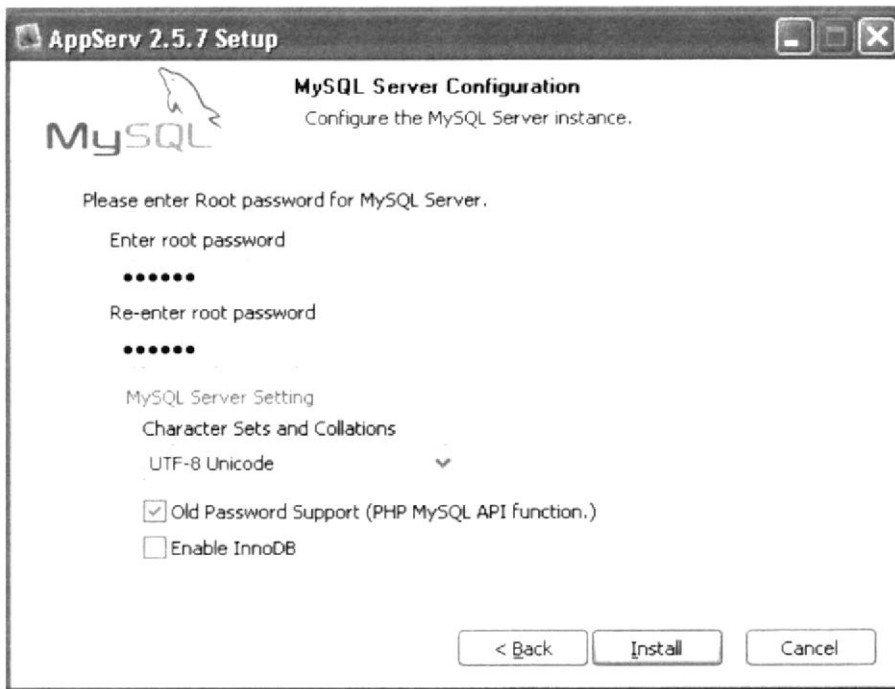 AppServ 2.5.7 Setup
MySQL
MySQL Server Configuration
Configure the MySQL Server instance.
Please enter Root password for MySQL Server.
Enter root password
••••••
Re-enter root password
••••••
MySQL Server Setting
Character Sets and Collations
UTF-8 Unicode
Old Password Support (PHP MySQL API function.)
Enable InnoDB
< Back
Install
Cancel